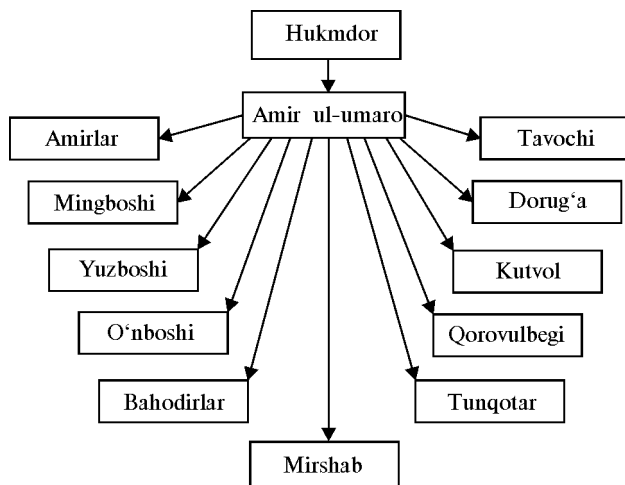 Hukmdor
Amir ul-umaro
Amirlar
Tavochi
Mingboshi
Dorug‘a
Yuzboshi
Kutvol
O‘nboshi
Qorovulbegi
Bahodirlar
Tunqotar
Mirshab